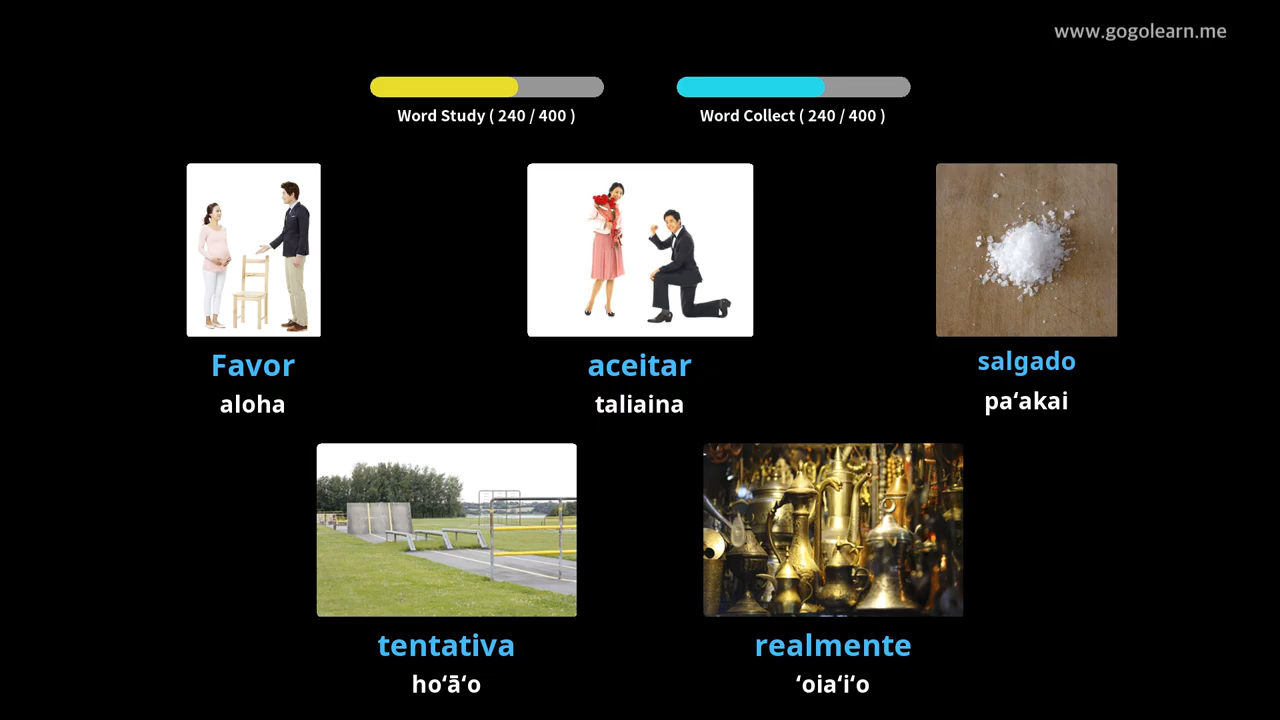 www.gogolearn.me
Word Study ( 240 / 400 )
Word Collect ( 240 / 400 )
Favor
aloha
aceitar
taliaina
salgado
paʻakai
tentativa
hoʻāʻo
realmente
ʻoiaʻiʻo